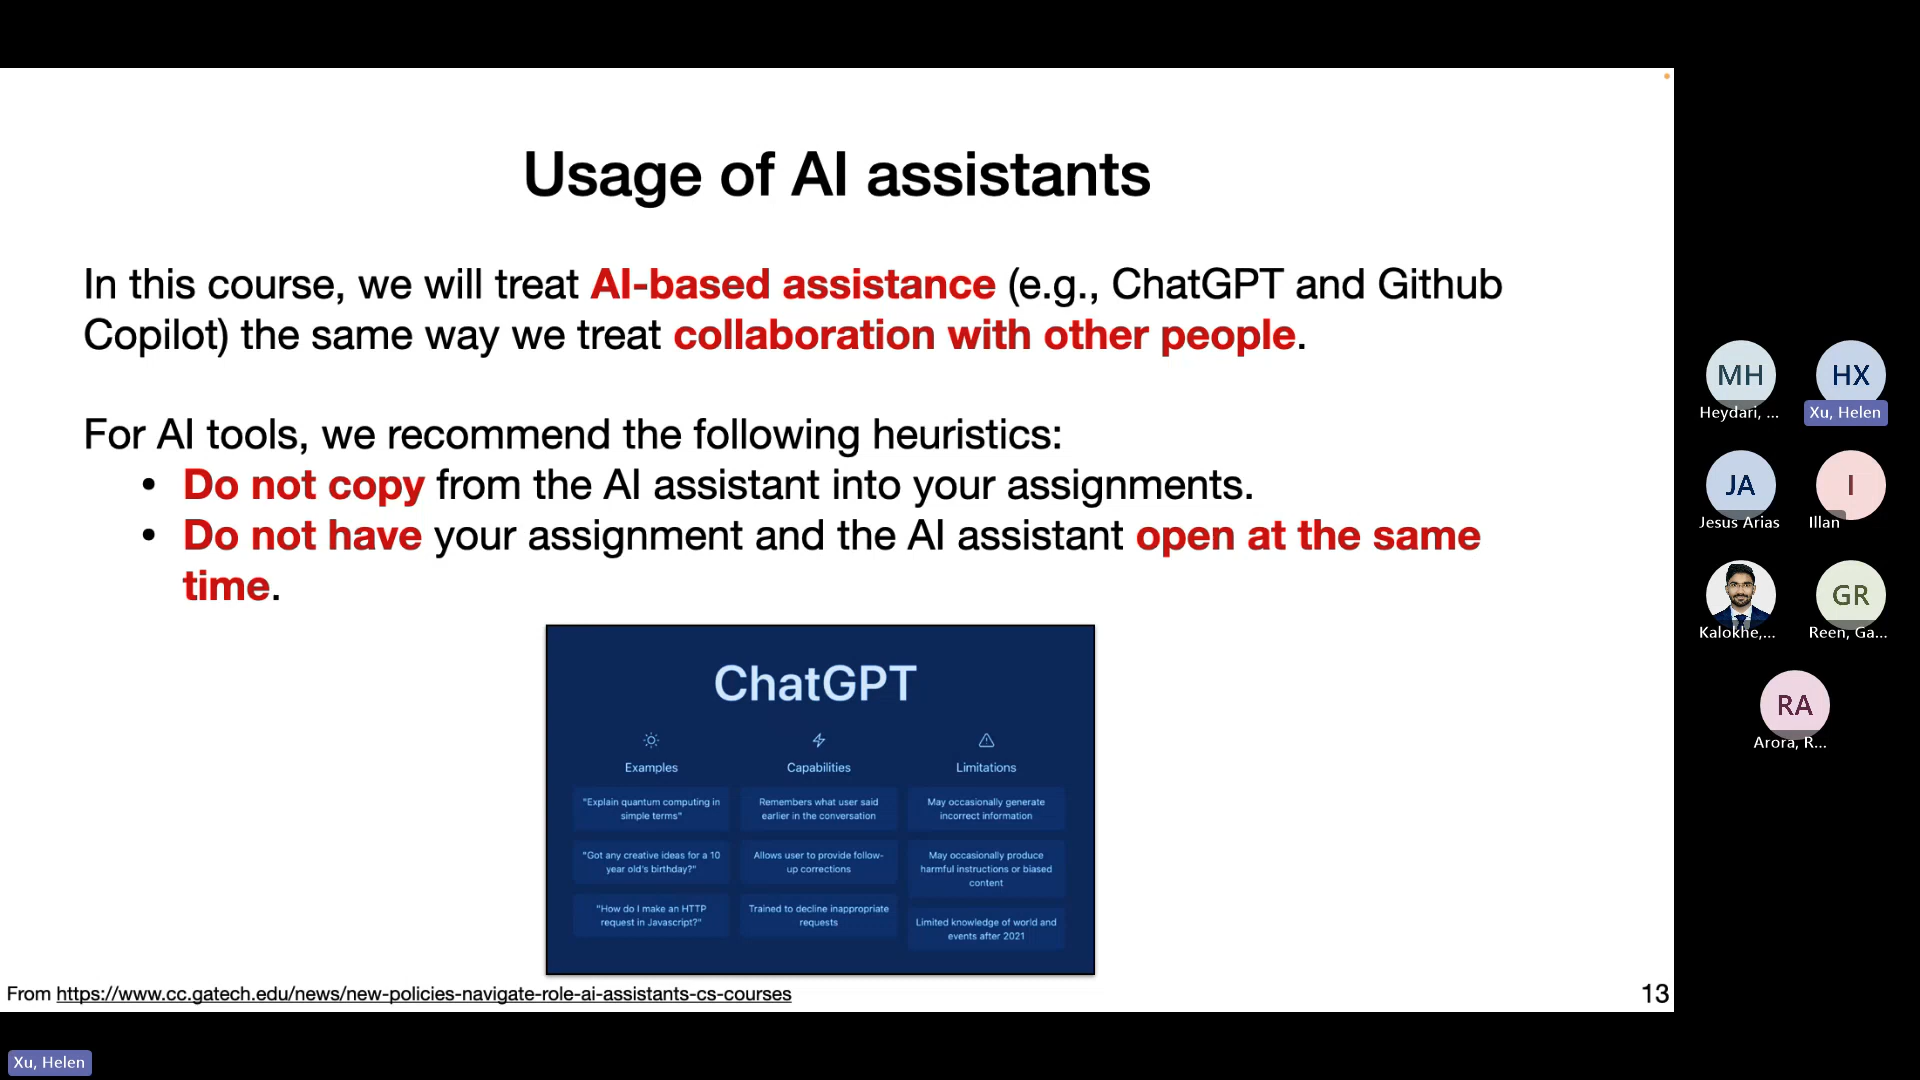 Usage of AI assistants
In this course, we will treat AI-based assistance (e.g., ChatGPT and Github
Copilot) the same way we treat collaboration with other people.
For AI tools, we recommend the following heuristics:
• Do not copy from the AI assistant into your assignments.
• Do not have your assignment and the AI assistant open at the same
time.
ChatGPT
Examples
"Explain quantum computing in
simple terms"
"Got any creative ideas for a 10
year old's birthday?"
"How do I make an HTTP
request in Javascript?"
Capabilities
Remembers what user said
earlier in the conversation
Allows user to provide follow-
up corrections
Trained to decline inappropriate
requests
Limitations
May occasionally generate
incorrect information
May occasionally produce
harmful instructions or biased
content
Limited knowledge of world and
events after 2021
From https://www.cc.gatech.edu/news/new-policies-navigate-role-ai-assistants-cs-courses
13
MH
Heydari, ...
HX
Xu, Helen
JA
Jesus Arias
I
Illan
Kalokhe,...
GR
Reen, Ga...
RA
Arora, R...
Xu, Helen